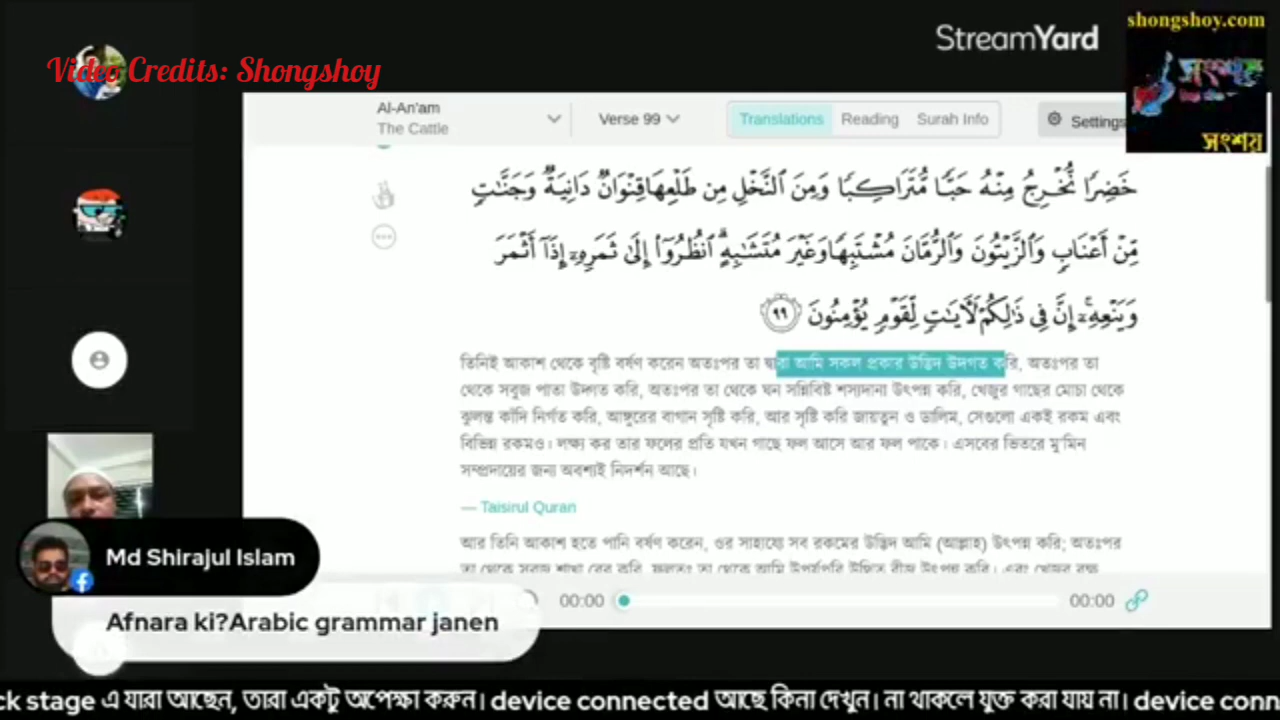 shongshoy.com
StreamYard
Video Credits: Shongshoy
সংশয়
Al-An'am
The Cattle
Verse 99
Translations
Reading
Surah Info
Settings
خَضِرًا نُّخْرِجُ مِنْهُ حَبًّا مُّتَرَاكِبًا وَمِنَ ٱلنَّخْلِ مِن طَلْعِهَا قِنْوَانٌ دَانِيَةٌ وَجَنَّـٰتٍ
مِّنْ أَعْنَابٍ وَٱلزَّيْتُونَ وَٱلرُّمَّانَ مُشْتَبِهًا وَغَيْرَ مُتَشَـٰبِهٍ ۗ ٱنظُرُوٓا۟ إِلَىٰ ثَمَرِهِۦٓ إِذَآ أَثْمَرَ
وَيَنْعِهِۦٓ ۚ إِنَّ فِى ذَٰلِكُمْ لَـَٔايَـٰتٍ لِّقَوْمٍ يُؤْمِنُونَ ٩٩
তিনিই আকাশ থেকে বৃষ্টি বর্ষণ করেন অতঃপর তা দ্বারা আমি সকল প্রকার উদ্ভিদ উদগত করি, অতঃপর তা
থেকে সবুজ পাতা উদ্গত করি, অতঃপর তা থেকে ঘন সন্নিবিষ্ট শস্যদানা উৎপন্ন করি, খেজুর গাছের মোচা থেকে
ঝুলন্ত কাঁদি নির্গত করি, আঙ্গুরের বাগান সৃষ্টি করি, আর সৃষ্টি করি জায়তুন ও ডালিম, সেগুলো একই রকম এবং
বিভিন্ন রকমও। লক্ষ্য কর তার ফলের প্রতি যখন গাছে ফল আসে আর ফল পাকে। এসবের ভিতরে মু'মিন
সম্প্রদায়ের জন্য অবশ্যই নিদর্শন আছে।
— Taisirul Quran
আর তিনি আকাশ হতে পানি বর্ষণ করেন, ওর সাহায্যে সব রকমের উদ্ভিদ আমি (আল্লাহ) উৎপন্ন করি; অতঃপর
00:00
00:00
Md Shirajul Islam
Afnara ki?Arabic grammar janen
ck stage এ যারা আছেন, তারা একটু অপেক্ষা করুন। device connected আছে কিনা দেখুন। না থাকলে যুক্ত করা যায় না। device conn